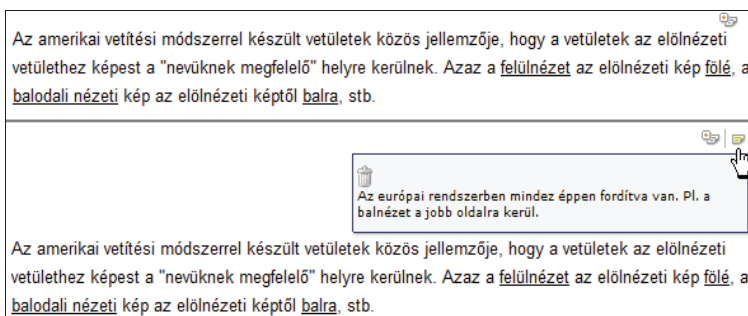 Az amerikai vetítési módszerrel készült vetületek közös jellemzője, hogy a vetületek az elölnézeti
vetülethez képest a "nevüknek megfelelő" helyre kerülnek. Azaz a felülnézet az elölnézeti kép fölé, a
balodali nézeti kép az elölnézeti képtől balra, stb.
Az európai rendszerben mindez éppen fordítva van. Pl. a
balnézet a jobb oldalra kerül.
Az amerikai vetítési módszerrel készült vetületek közös jellemzője, hogy a vetületek az elölnézeti
vetülethez képest a "nevüknek megfelelő" helyre kerülnek. Azaz a felülnézet az elölnézeti kép fölé, a
balodali nézeti kép az elölnézeti képtől balra, stb.